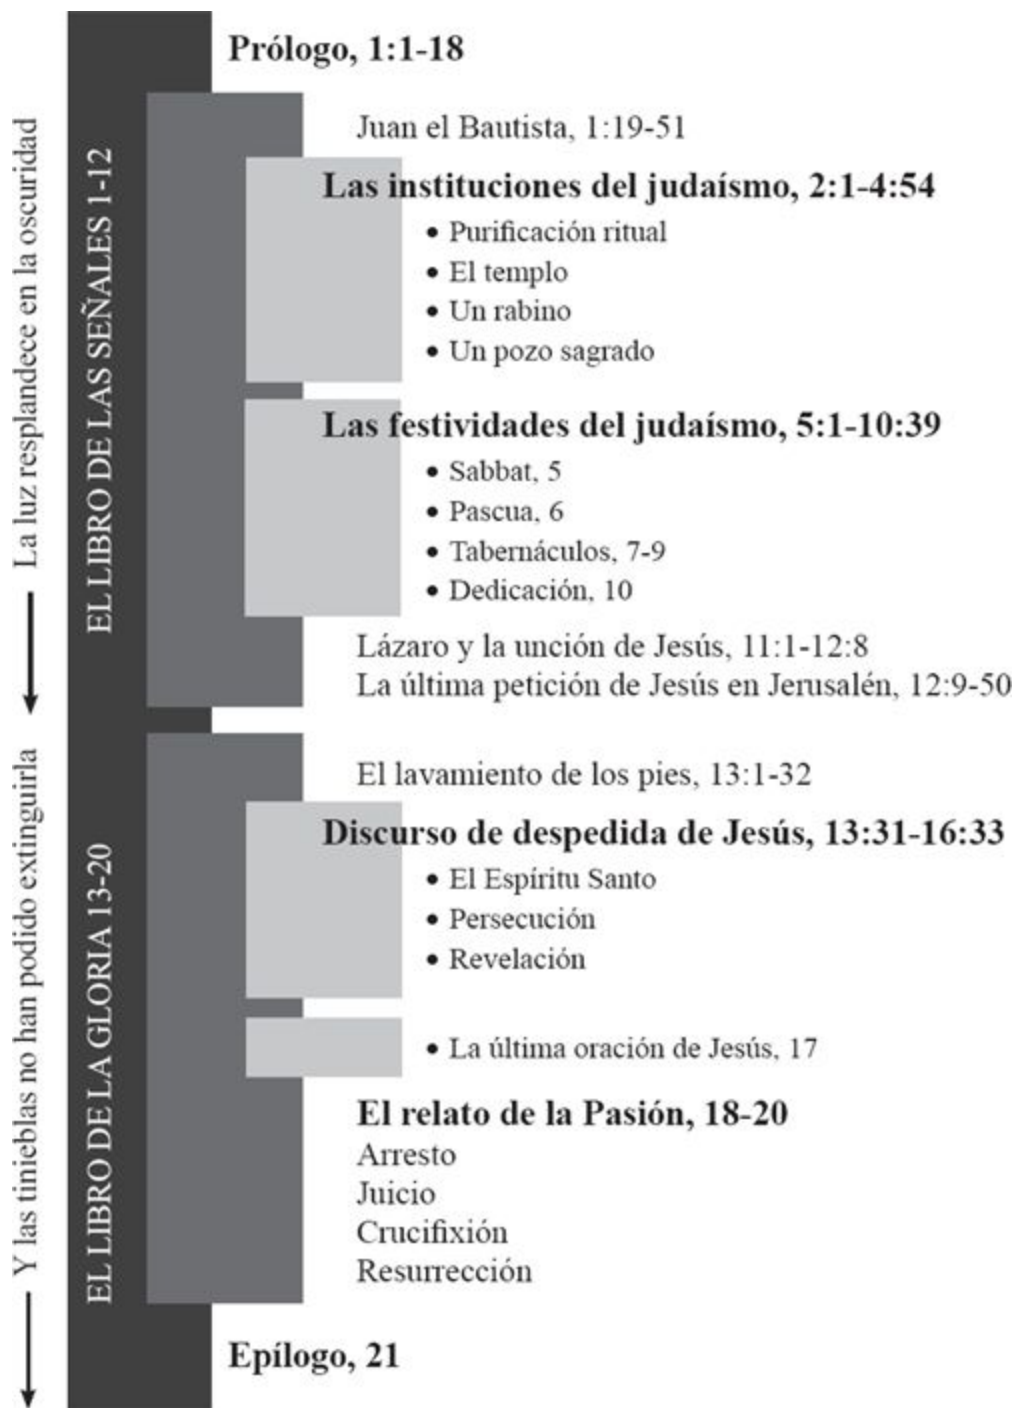 Prólogo, 1:1-18
La luz resplandece en la oscuridad
EL LIBRO DE LAS SEÑALES 1-12
Juan el Bautista, 1:19-51
Las instituciones del judaísmo, 2:1-4:54
• Purificación ritual
• El templo
• Un rabino
• Un pozo sagrado
Las festividades del judaísmo, 5:1-10:39
• Sabbat, 5
• Pascua, 6
• Tabernáculos, 7-9
• Dedicación, 10
Lázaro y la unción de Jesús, 11:1-12:8
La última petición de Jesús en Jerusalén, 12:9-50
Y las tinieblas no han podido extinguirla
EL LIBRO DE LA GLORIA 13-20
El lavamiento de los pies, 13:1-32
Discurso de despedida de Jesús, 13:31-16:33
• El Espíritu Santo
• Persecución
• Revelación
• La última oración de Jesús, 17
El relato de la Pasión, 18-20
Arresto
Juicio
Crucifixión
Resurrección
Epílogo, 21